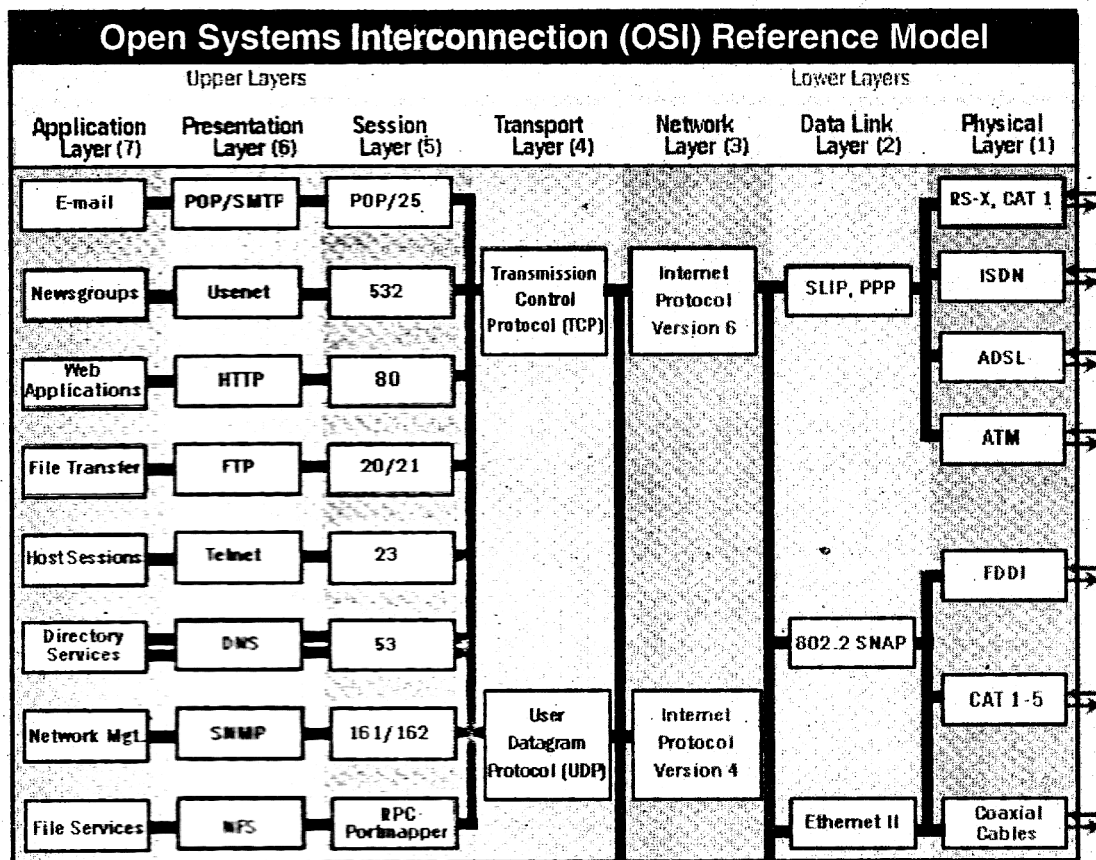 Open Systems Interconnection (OSI) Reference Model
Upper Layers
Lower Layers
Application Layer (7)
Presentation Layer (6)
Session Layer (5)
Transport Layer (4)
Network Layer (3)
Data Link Layer (2)
Physical Layer (1)
E-mail
POP/SMTP
POP/25
Newsgroups
Usenet
532
Web Applications
HTTP
80
File Transfer
FTP
20/21
Host Sessions
Telnet
23
Directory Services
DNS
53
Network Mgt.
SNMP
161/162
File Services
NFS
RPC Portmapper
Transmission
Control
Protocol (TCP)
User
Datagram
Protocol (UDP)
Internet
Protocol
Version 6
Internet
Protocol
Version 4
SLIP, PPP
802.2 SNAP
Ethernet II
RS-X, CAT 1
ISDN
ADSL
ATM
FDDI
CAT 1-5
Coaxial Cables